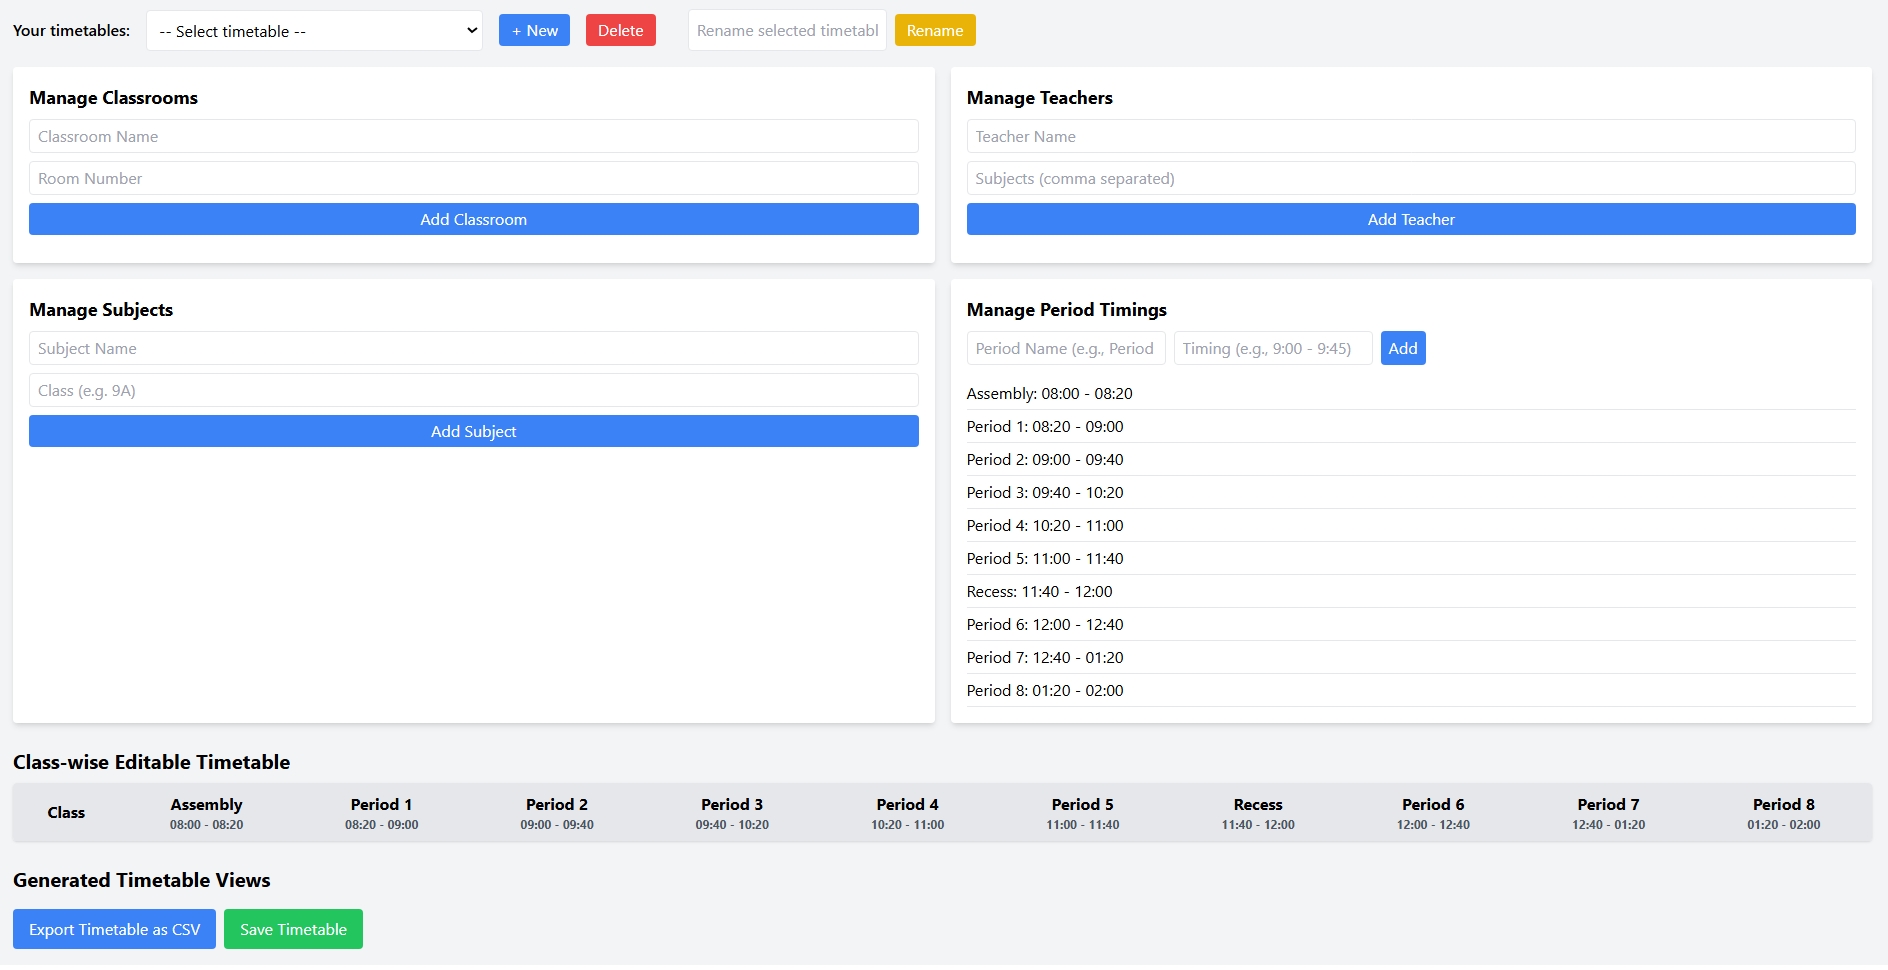 Your timetables: -- Select timetable -- + New Delete Rename selected timetabl Rename
Manage Classrooms
Classroom Name
Room Number
Add Classroom
Manage Teachers
Teacher Name
Subjects (comma separated)
Add Teacher
Manage Subjects
Subject Name
Class (e.g. 9A)
Add Subject
Manage Period Timings
Period Name (e.g., Period Timing (e.g., 9:00 - 9:45) Add
Assembly: 08:00 - 08:20
Period 1: 08:20 - 09:00
Period 2: 09:00 - 09:40
Period 3: 09:40 - 10:20
Period 4: 10:20 - 11:00
Period 5: 11:00 - 11:40
Recess: 11:40 - 12:00
Period 6: 12:00 - 12:40
Period 7: 12:40 - 01:20
Period 8: 01:20 - 02:00
Class-wise Editable Timetable
Class Assembly Period 1 Period 2 Period 3 Period 4 Period 5 Recess Period 6 Period 7 Period 8
08:00 - 08:20 08:20 - 09:00 09:00 - 09:40 09:40 - 10:20 10:20 - 11:00 11:00 - 11:40 11:40 - 12:00 12:00 - 12:40 12:40 - 01:20 01:20 - 02:00
Generated Timetable Views
Export Timetable as CSV Save Timetable